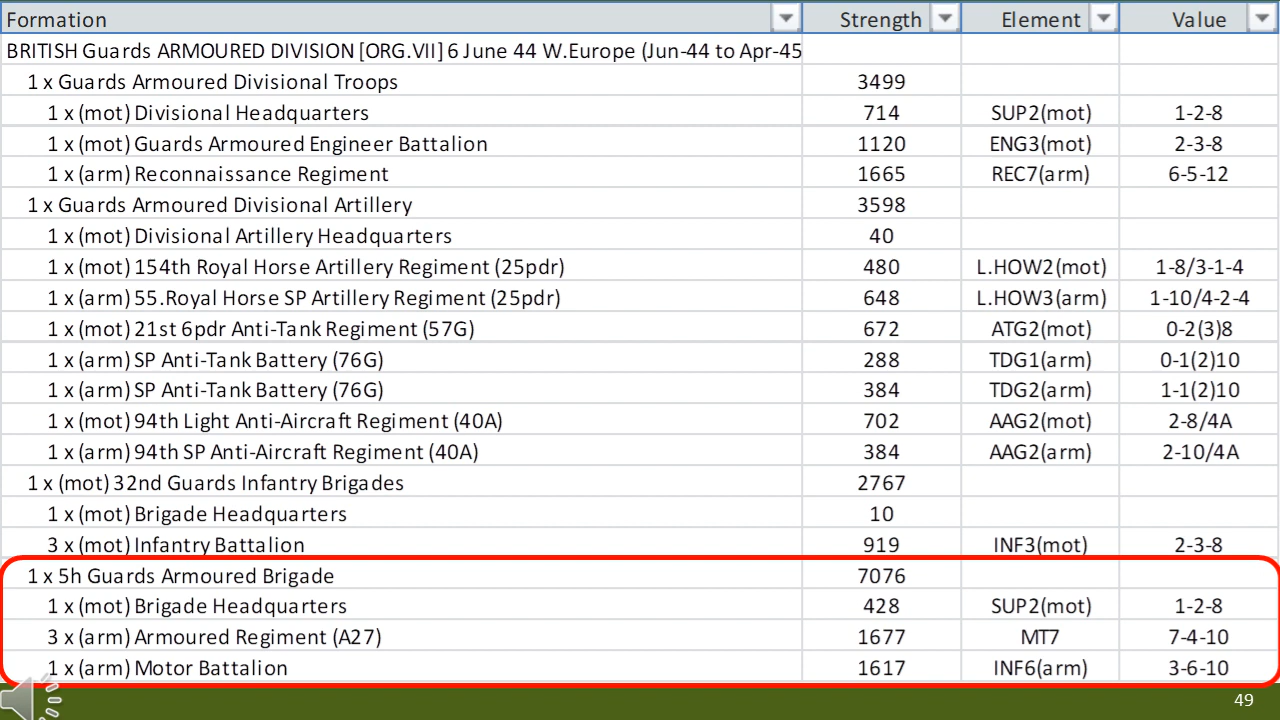 Formation Strength Element Value
BRITISH Guards ARMOURED DIVISION [ORG.VII] 6 June 44 W.Europe (Jun-44 to Apr-45
1 x Guards Armoured Divisional Troops 3499
1 x (mot) Divisional Headquarters 714 SUP2(mot) 1-2-8
1 x (mot) Guards Armoured Engineer Battalion 1120 ENG3(mot) 2-3-8
1 x (arm) Reconnaissance Regiment 1665 REC7(arm) 6-5-12
1 x Guards Armoured Divisional Artillery 3598
1 x (mot) Divisional Artillery Headquarters 40
1 x (mot) 154th Royal Horse Artillery Regiment (25pdr) 480 L.HOW2(mot) 1-8/3-1-4
1 x (arm) 55.Royal Horse SP Artillery Regiment (25pdr) 648 L.HOW3(arm) 1-10/4-2-4
1 x (mot) 21st 6pdr Anti-Tank Regiment (57G) 672 ATG2(mot) 0-2(3)8
1 x (arm) SP Anti-Tank Battery (76G) 288 TDG1(arm) 0-1(2)10
1 x (arm) SP Anti-Tank Battery (76G) 384 TDG2(arm) 1-1(2)10
1 x (mot) 94th Light Anti-Aircraft Regiment (40A) 702 AAG2(mot) 2-8/4A
1 x (arm) 94th SP Anti-Aircraft Regiment (40A) 384 AAG2(arm) 2-10/4A
1 x (mot) 32nd Guards Infantry Brigades 2767
1 x (mot) Brigade Headquarters 10
3 x (mot) Infantry Battalion 919 INF3(mot) 2-3-8
1 x 5h Guards Armoured Brigade 7076
1 x (mot) Brigade Headquarters 428 SUP2(mot) 1-2-8
3 x (arm) Armoured Regiment (A27) 1677 MT7 7-4-10
1 x (arm) Motor Battalion 1617 INF6(arm) 3-6-10
49